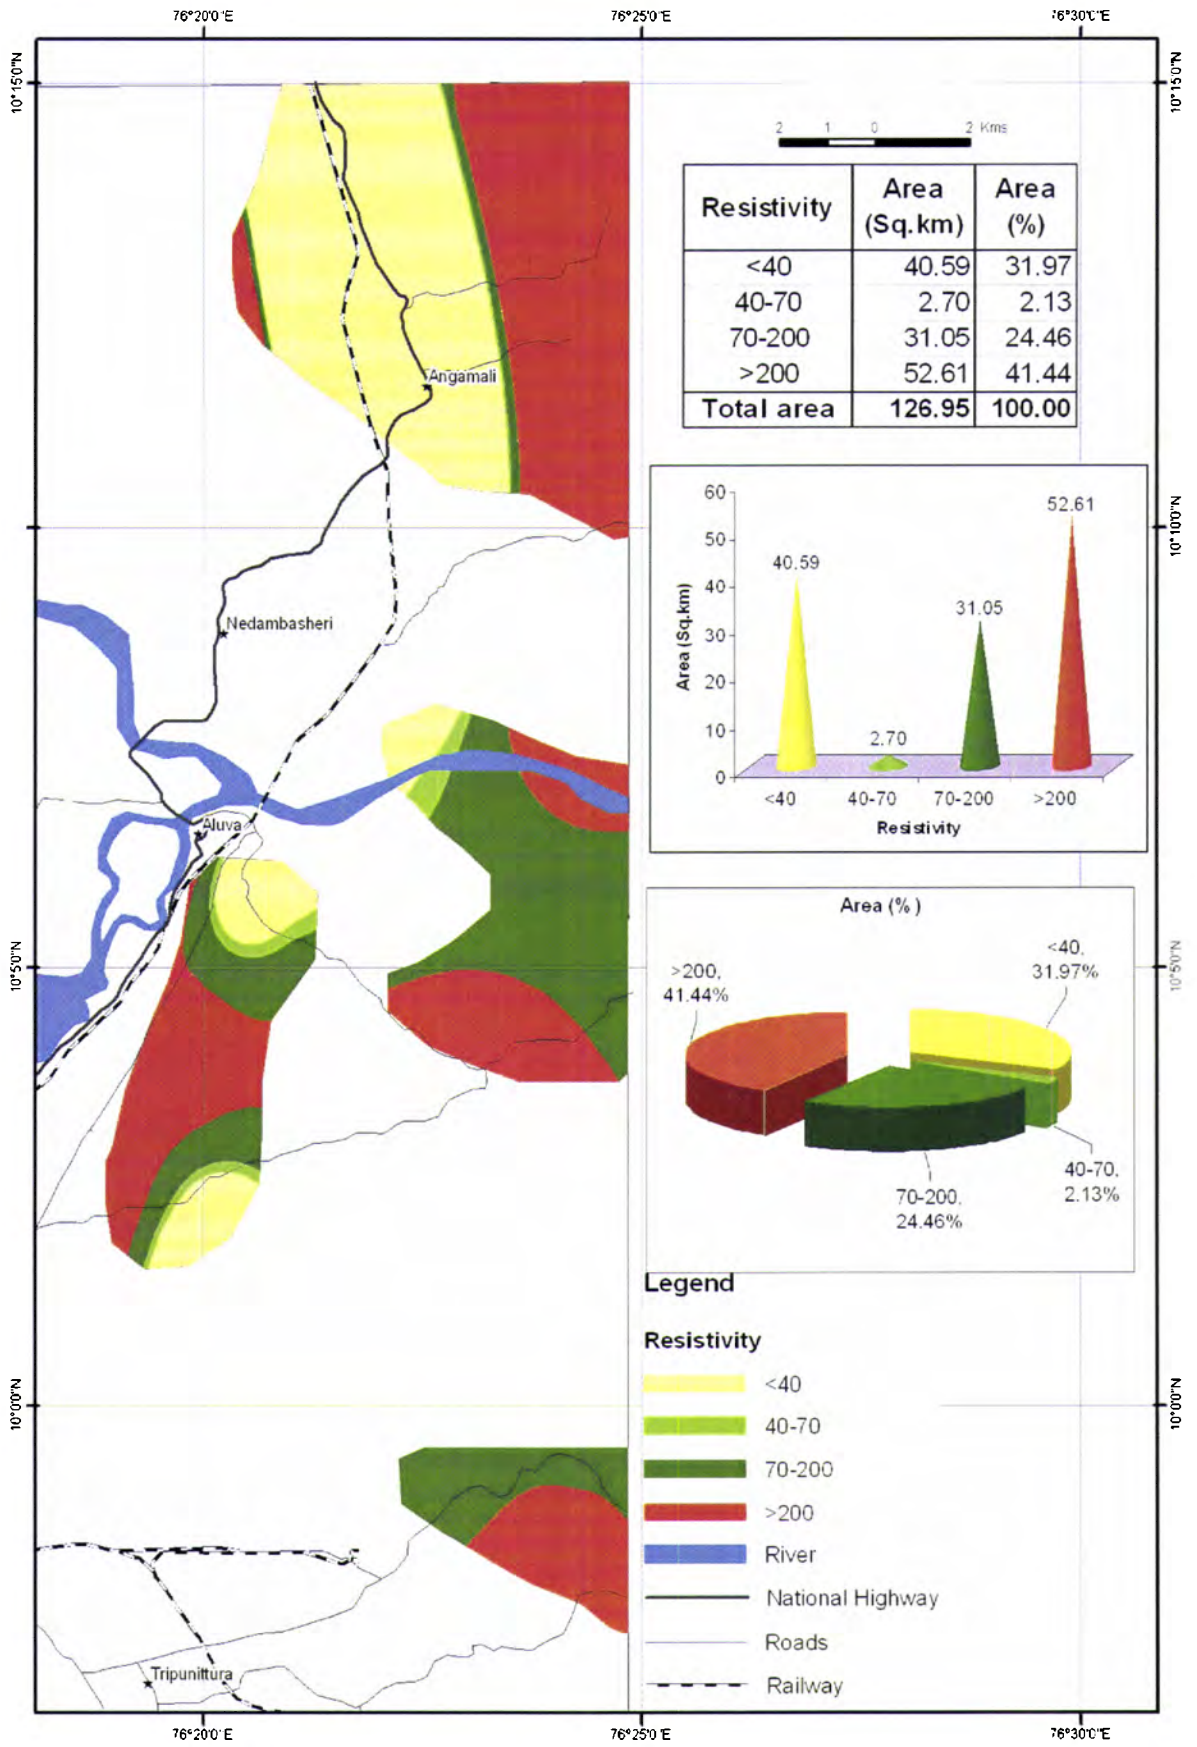 76°20'0"E 76°25'0"E 76°30'0"E
10°15'0"N 10°15'0"N
2 1 0 2 Kms
Resistivity Area (Sq.km) Area (%)
<40 40.59 31.97
40-70 2.70 2.13
70-200 31.05 24.46
>200 52.61 41.44
Total area 126.95 100.00
Angamali
10°10'0"N
Nedambasheri
Aluva
60
50
40
30
20
10
0
Area (Sq.km)
40.59
2.70
31.05
52.61
<40 40-70 70-200 >200
Resistivity
10°5'0"N 10°5'0"N
Area (%)
>200,
41.44%
<40,
31.97%
40-70,
2.13%
70-200,
24.46%
Legend
Resistivity
<40
40-70
70-200
>200
River
National Highway
Roads
Railway
10°0'0"N 10°0'0"N
Tripunittura
76°20'0"E 76°25'0"E 76°30'0"E